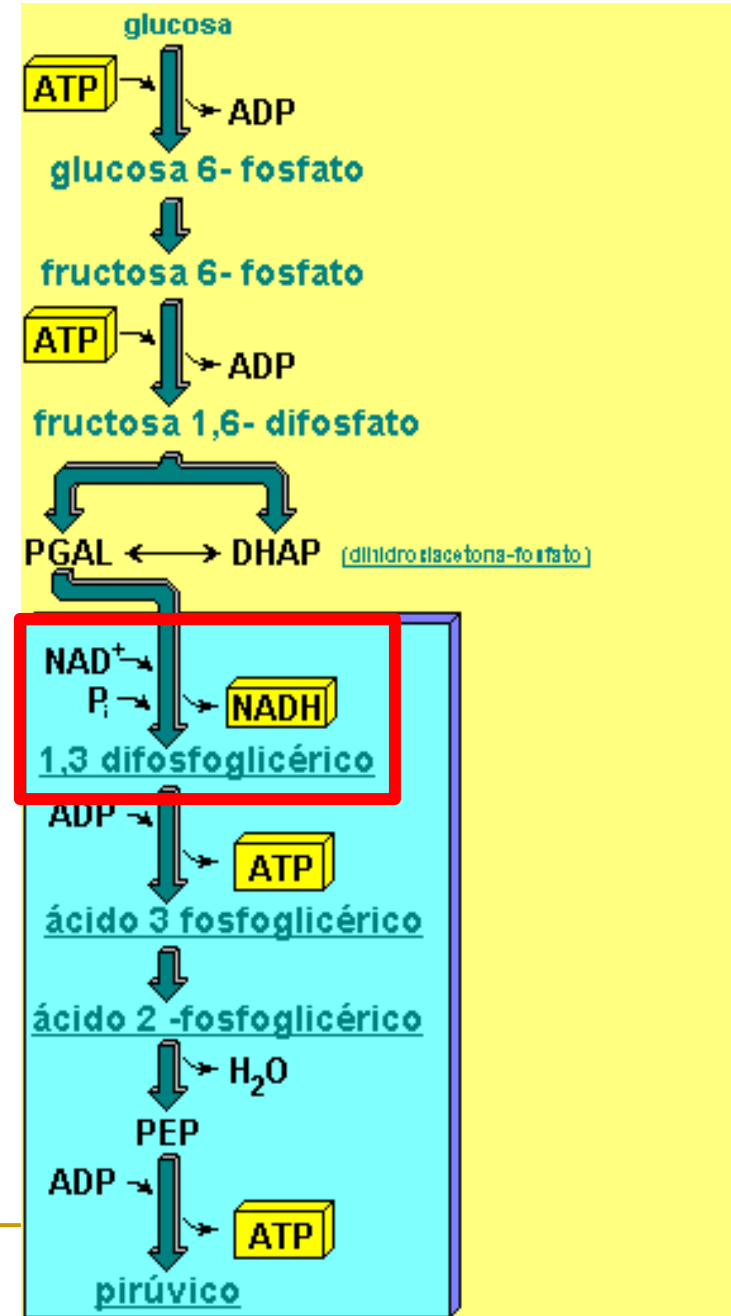 glucosa
ATP
ADP
glucosa 6- fosfato
fructosa 6- fosfato
ATP
ADP
fructosa 1,6- difosfato
PGAL ⟷ DHAP
NAD⁺
Pᵢ
NADH
1,3 difosfoglicérico
ADP
ATP
ácido 3 fosfoglicérico
ácido 2 -fosfoglicérico
H₂O
PEP
ADP
ATP
pirúvico